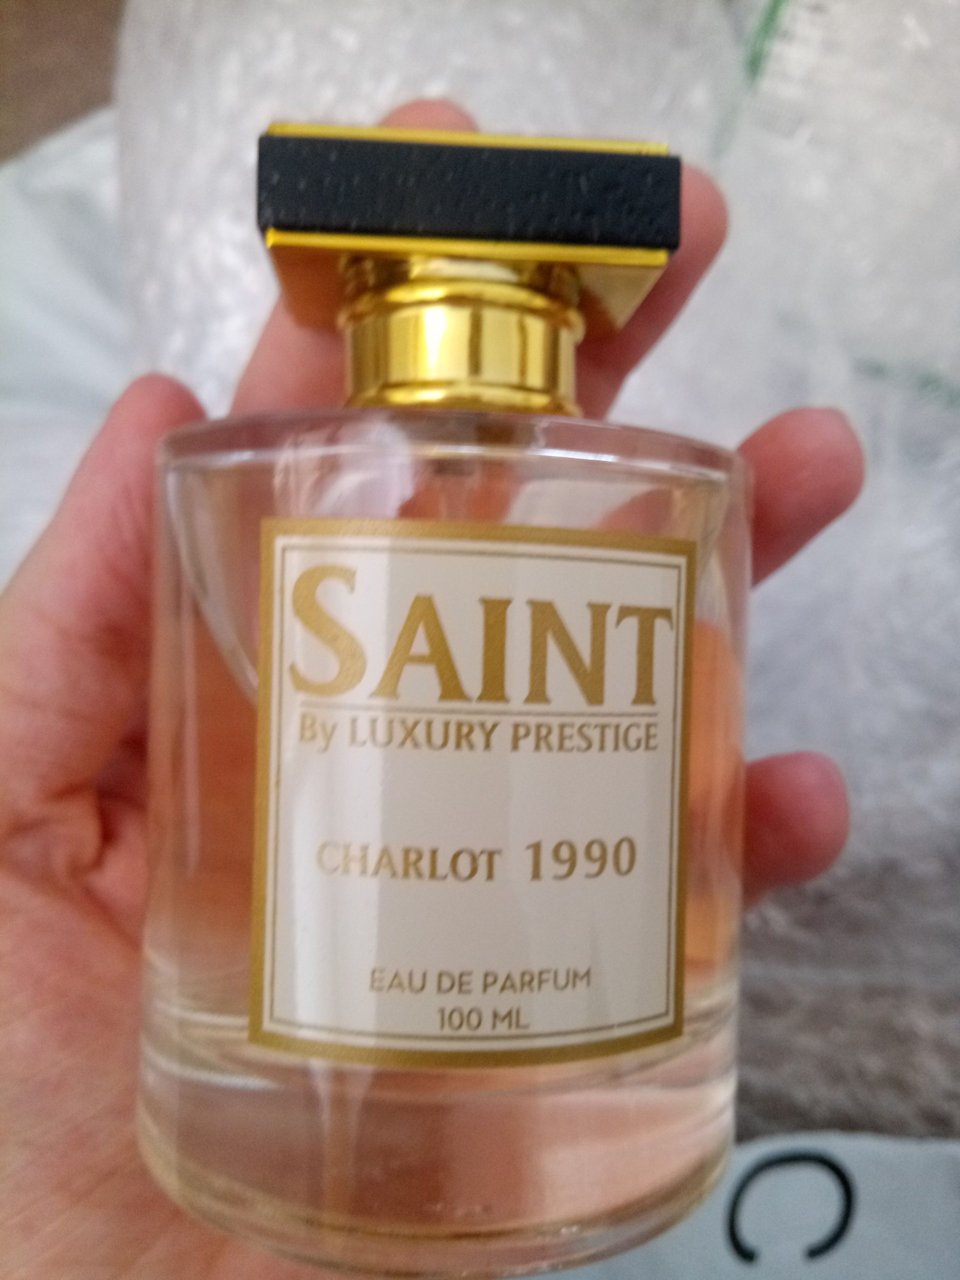 SAINT
By LUXURY PRESTIGE
CHARLOT 1990
EAU DE PARFUM
100 ML